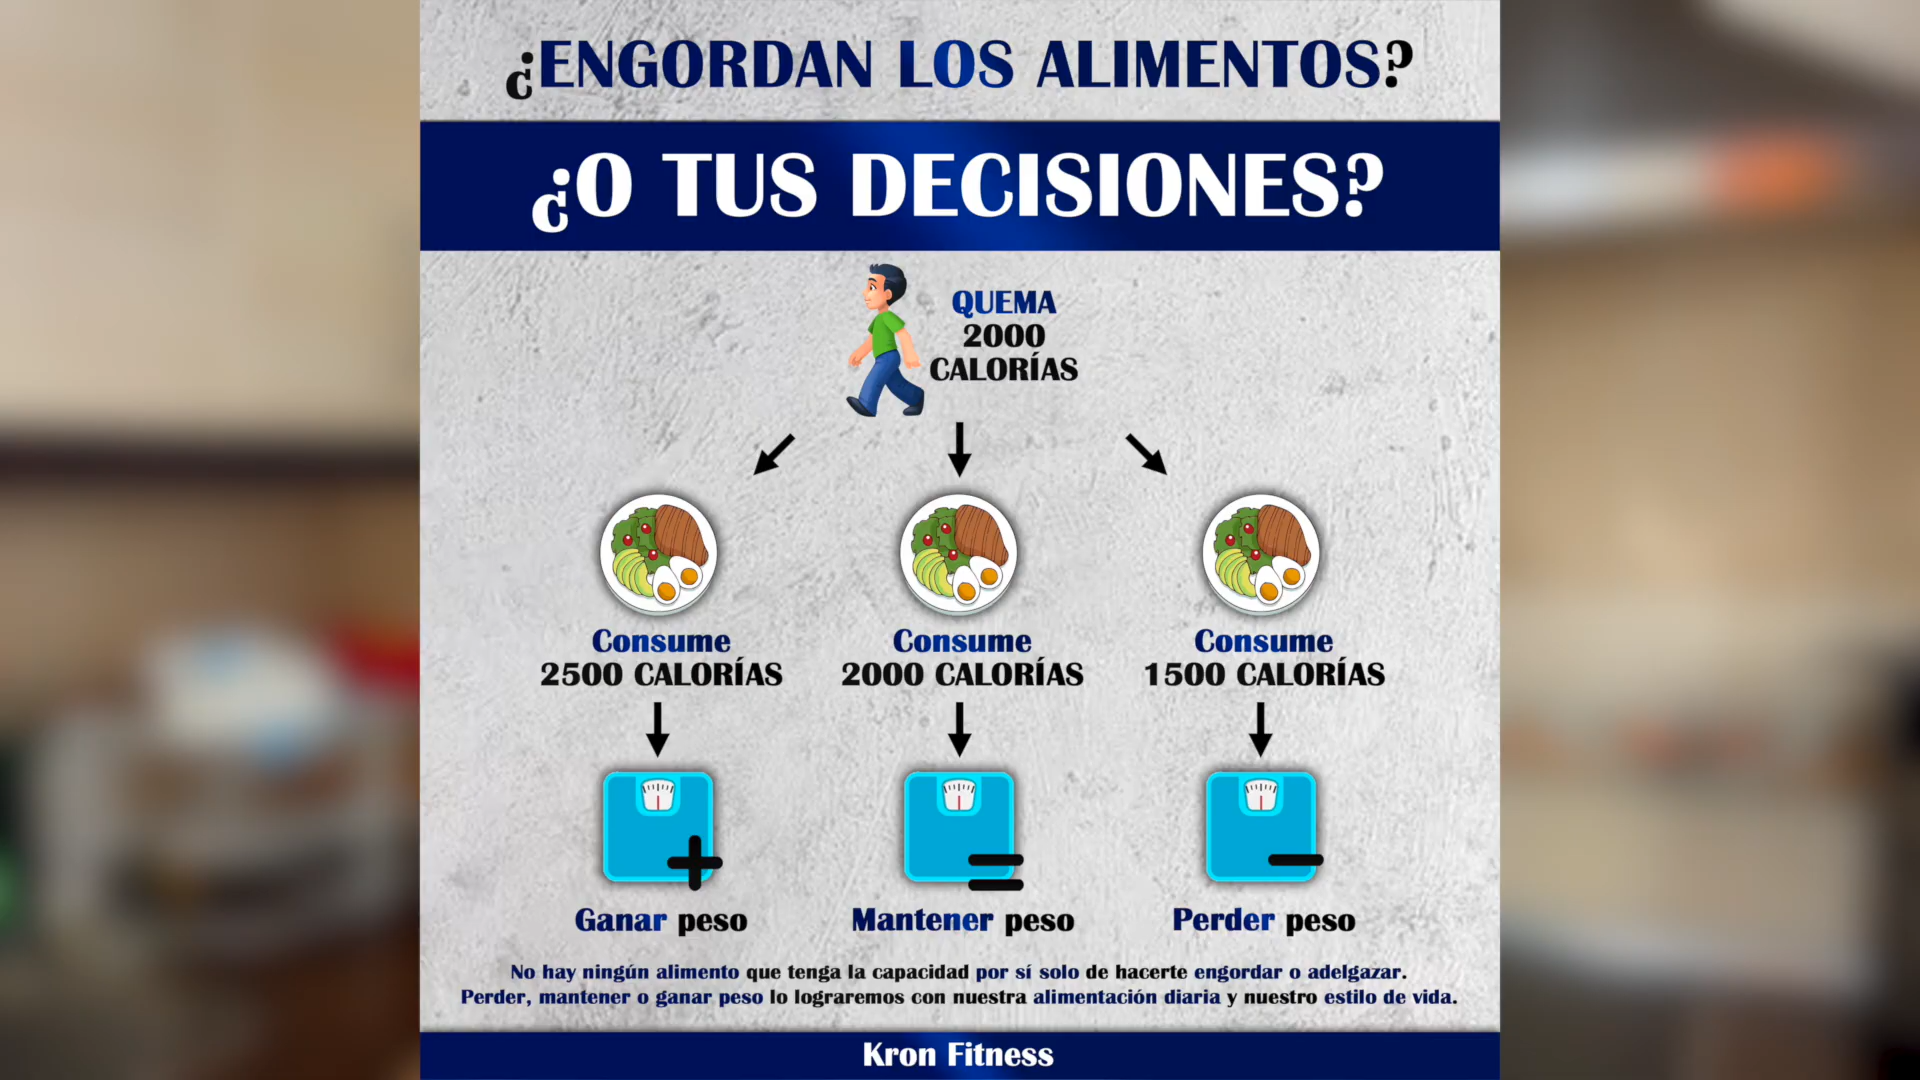 ¿ENGORDAN LOS ALIMENTOS?
¿O TUS DECISIONES?
QUEMA
2000
CALORÍAS
Consume
2500 CALORÍAS
Consume
2000 CALORÍAS
Consume
1500 CALORÍAS
Ganar peso
Mantener peso
Perder peso
No hay ningún alimento que tenga la capacidad por sí solo de hacerte engordar o adelgazar.
Perder, mantener o ganar peso lo lograremos con nuestra alimentación diaria y nuestro estilo de vida.
Kron Fitness